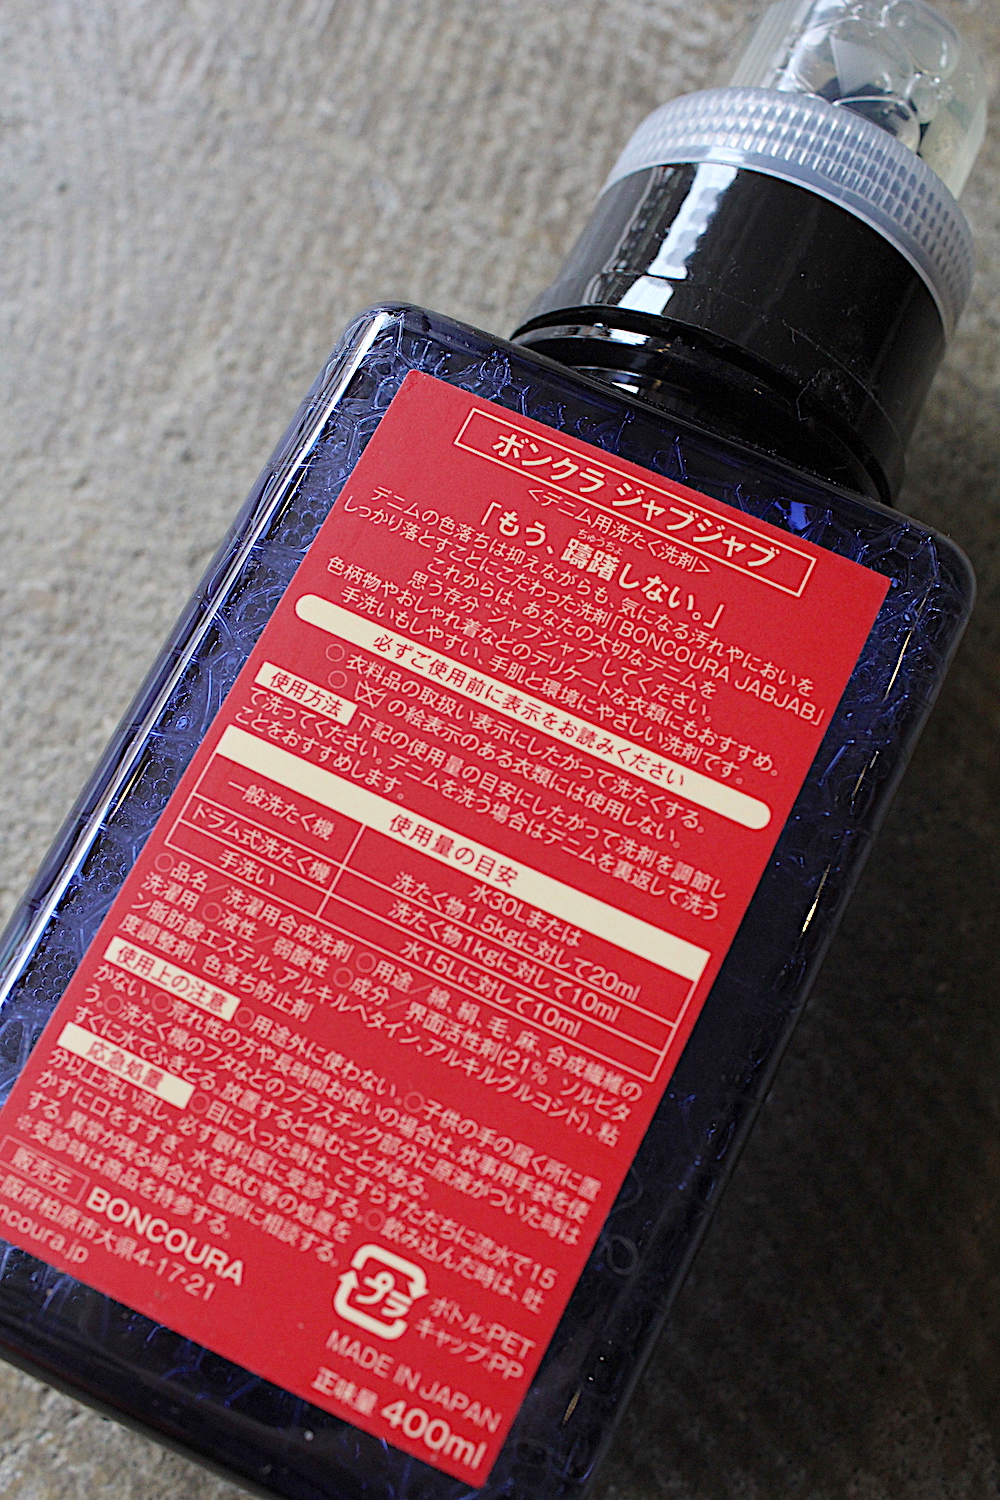 ボンクラ ジャブジャブ
<デニム用洗たく洗剤>
ちゅうちょ
「もう、躊躇しない。」
デニムの色落ちは抑えながらも、気になる汚れやにおいを
しっかり落とすことにこだわった洗剤「BONCOURA JABJAB」
これからは、あなたの大切なデニムを
思う存分“ジャブジャブ”してください。
色柄物やおしゃれ着などのデリケートな衣類にもおすすめ。
手洗いもしやすい、手肌と環境にやさしい洗剤です。
必ずご使用前に表示をお読みください
○衣料品の取扱い表示にしたがって洗たくする。
○の絵表示のある衣類には使用しない。
使用方法 下記の使用量の目安にしたがって洗剤を調節し
て洗ってください。デニムを洗う場合はデニムを裏返して洗う
ことをおすすめします。
使用量の目安
一般洗たく機 水30Lまたは
洗たく物1.5kgに対して20ml
ドラム式洗たく機 洗たく物1kgに対して10ml
手洗い 水15Lに対して10ml
○品名／洗濯用合成洗剤 ○用途／綿、絹、毛、麻、合成繊維の
洗濯用 ○液性／弱酸性 ○成分／界面活性剤(21% ソルビタ
ン脂肪酸エステル、アルキルベタイン、アルキルグルコシド)、粘
度調整剤、色落ち防止剤
使用上の注意 ○用途外に使わない。○子供の手の届く所に置
かない。○荒れ性の方や長時間お使いの場合は、炊事用手袋を使
う。○洗たく機のフタなどのプラスチック部分に原液がついた時は
すぐに水でふきとる。放置すると傷むことがある。
応急処置 ○目に入った時は、こすらずただちに流水で15
分以上洗い流し、必ず眼科医に受診する。○飲み込んだ時は、吐
かずに口をすすぎ、水を飲む等の処置を
する。異常が残る場合は、医師に相談する。
※受診時は商品を持参する。
販売元 BONCOURA
阪府柏原市大県4-17-21
ncoura.jp
プラ
ボトル:PET
キャップ:PP
MADE IN JAPAN
正味量 400ml